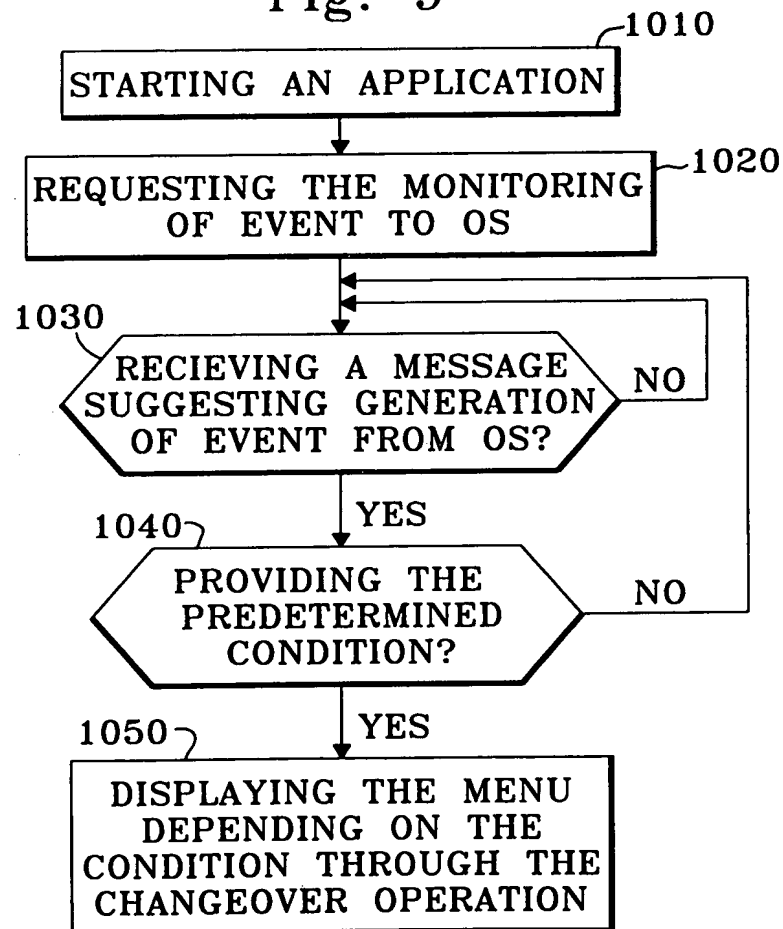 1010
STARTING AN APPLICATION
1020
REQUESTING THE MONITORING
OF EVENT TO OS
1030
RECIEVING A MESSAGE
SUGGESTING GENERATION
OF EVENT FROM OS?
NO
YES
1040
PROVIDING THE
PREDETERMINED
CONDITION?
NO
YES
1050
DISPLAYING THE MENU
DEPENDING ON THE
CONDITION THROUGH THE
CHANGEOVER OPERATION